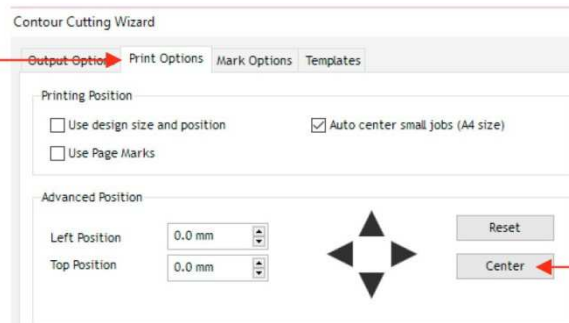 Contour Cutting Wizard
Output Option Print Options Mark Options Templates
Printing Position
Use design size and position Auto center small jobs (A4 size)
Use Page Marks
Advanced Position
Left Position 0.0 mm Reset
Top Position 0.0 mm Center